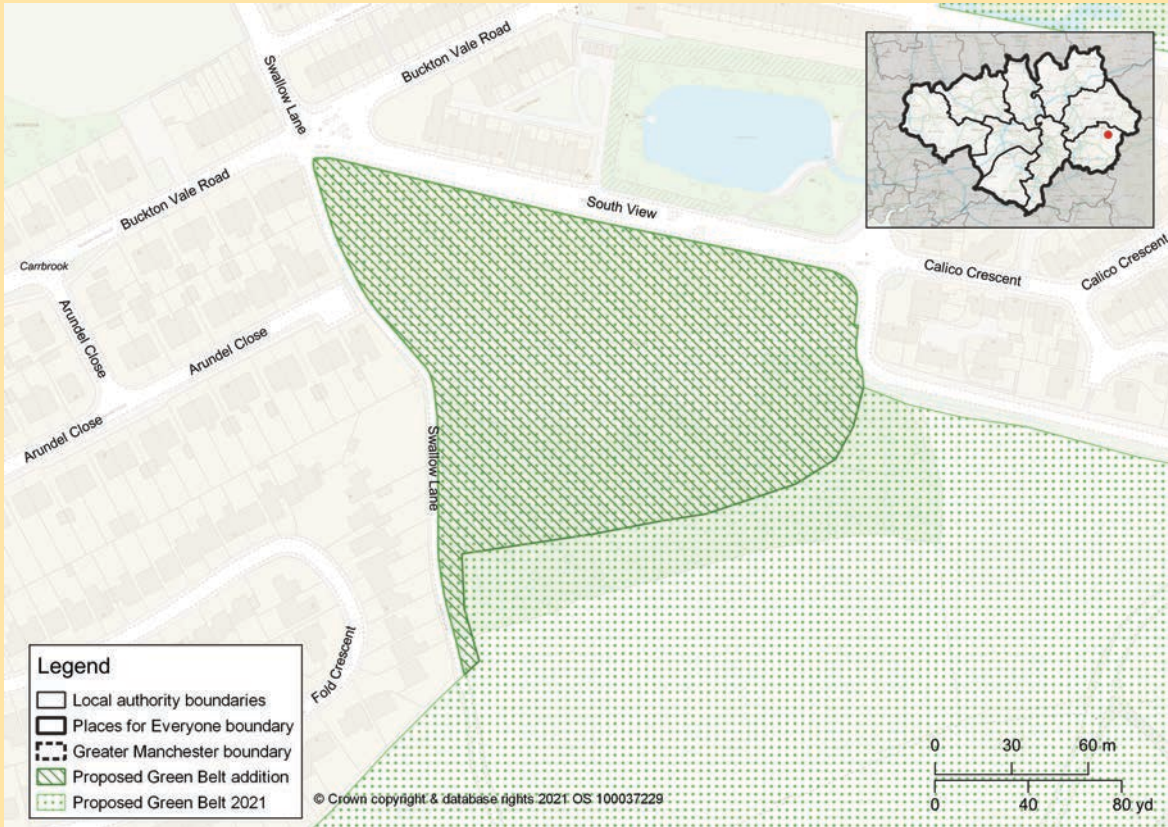 Swallow Lane
Buckton Vale Road
Buckton Vale Road
South View
Calico Crescent
Calico Crescent
Carrbrook
Arundel Close
Arundel Close
Arundel Close
Swallow Lane
Fold Crescent
Legend
Local authority boundaries
Places for Everyone boundary
Greater Manchester boundary
Proposed Green Belt addition
Proposed Green Belt 2021
© Crown copyright & database rights 2021 OS 100037229
0 30 60 m
0 40 80 yd